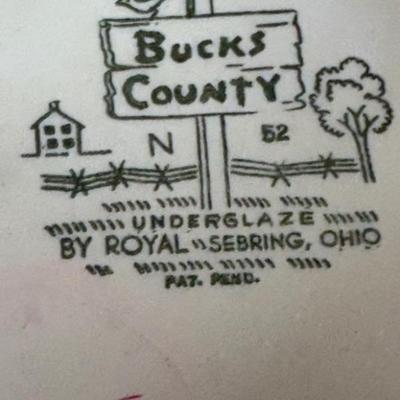 BUCKS
COUNTY
N 52
UNDERGLAZE
BY ROYAL SEBRING, OHIO
PAT. PEND.